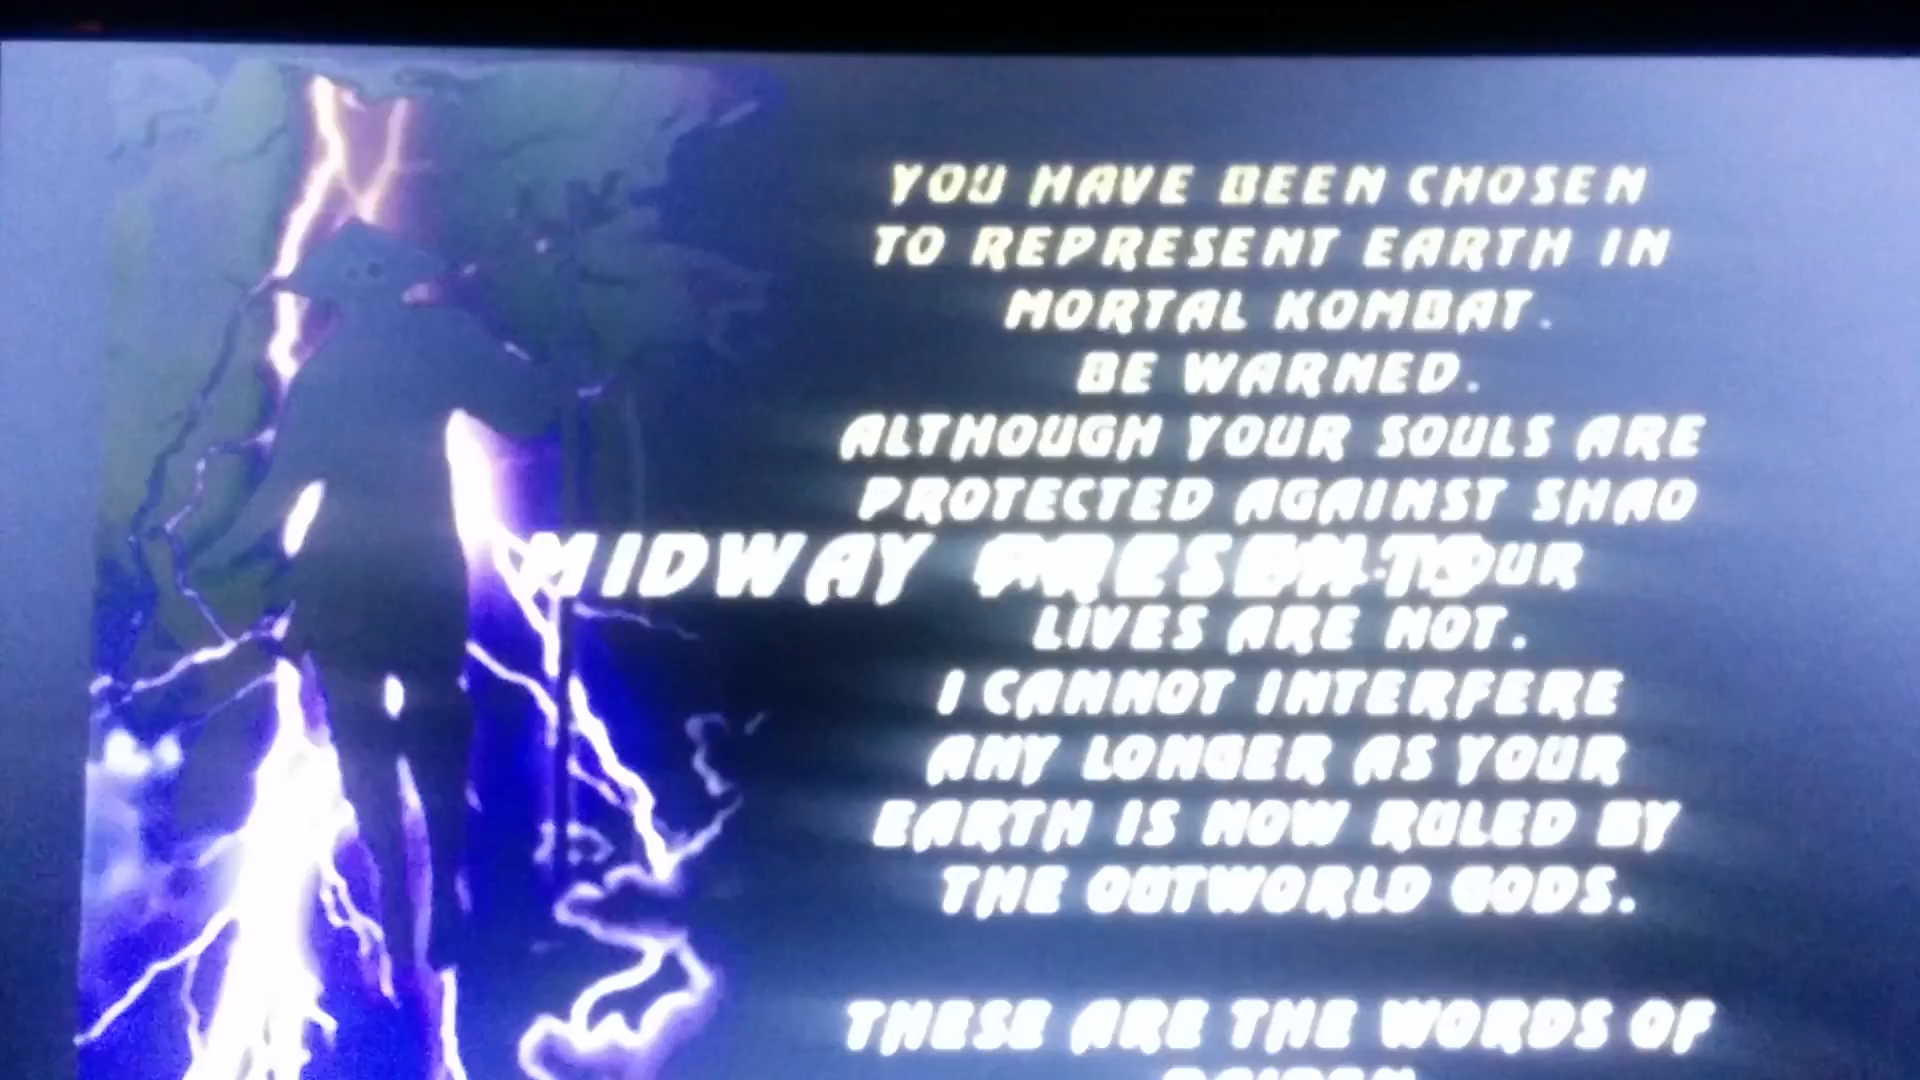 YOU HAVE BEEN CHOSEN
TO REPRESENT EARTH IN
MORTAL KOMBAT.
BE WARNED.
ALTHOUGH YOUR SOULS ARE
PROTECTED AGAINST SHAO
MIDWAY PRESENTS
YOUR
LIVES ARE NOT.
I CANNOT INTERFERE
ANY LONGER AS YOUR
EARTH IS NOW RULED BY
THE OUTWORLD GODS.
THESE ARE THE WORDS OF